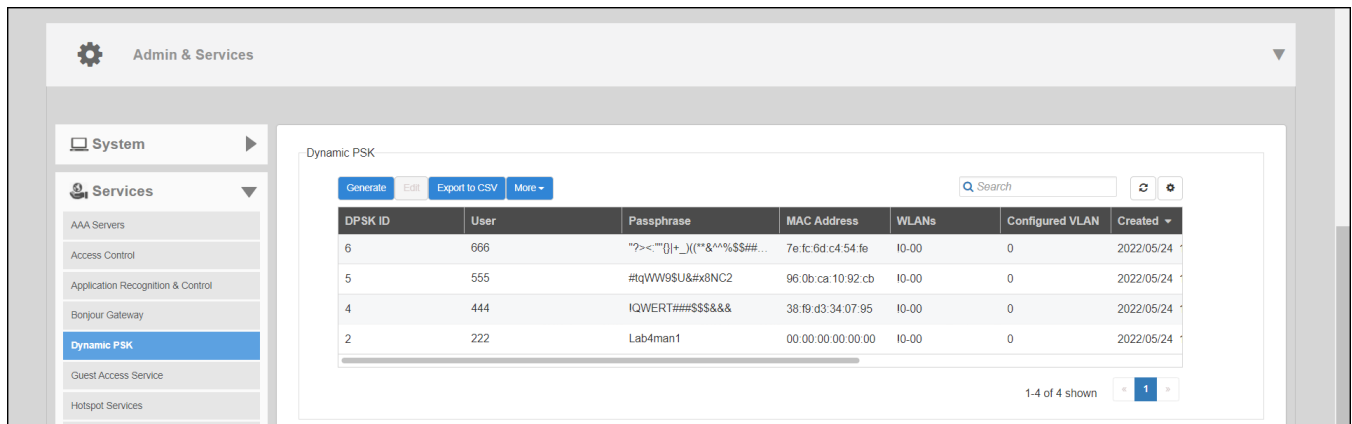 Admin & Services
System
Dynamic PSK
Services
Generate Edit Export to CSV More
Search
DPSK ID User Passphrase MAC Address WLANs Configured VLAN Created
AAA Servers
6 666 "?><:""{}|+_)((**&^^%$$##... 7e:fc:6d:c4:54:fe !0-00 0 2022/05/24
Access Control
5 555 #tqWW9$U&#x8NC2 96:0b:ca:10:92:cb !0-00 0 2022/05/24
Application Recognition & Control
4 444 !QWERT###$$$&&& 38:f9:d3:34:07:95 !0-00 0 2022/05/24
Bonjour Gateway
2 222 Lab4man1 00:00:00:00:00:00 !0-00 0 2022/05/24
Dynamic PSK
Guest Access Service
1-4 of 4 shown « 1 »
Hotspot Services